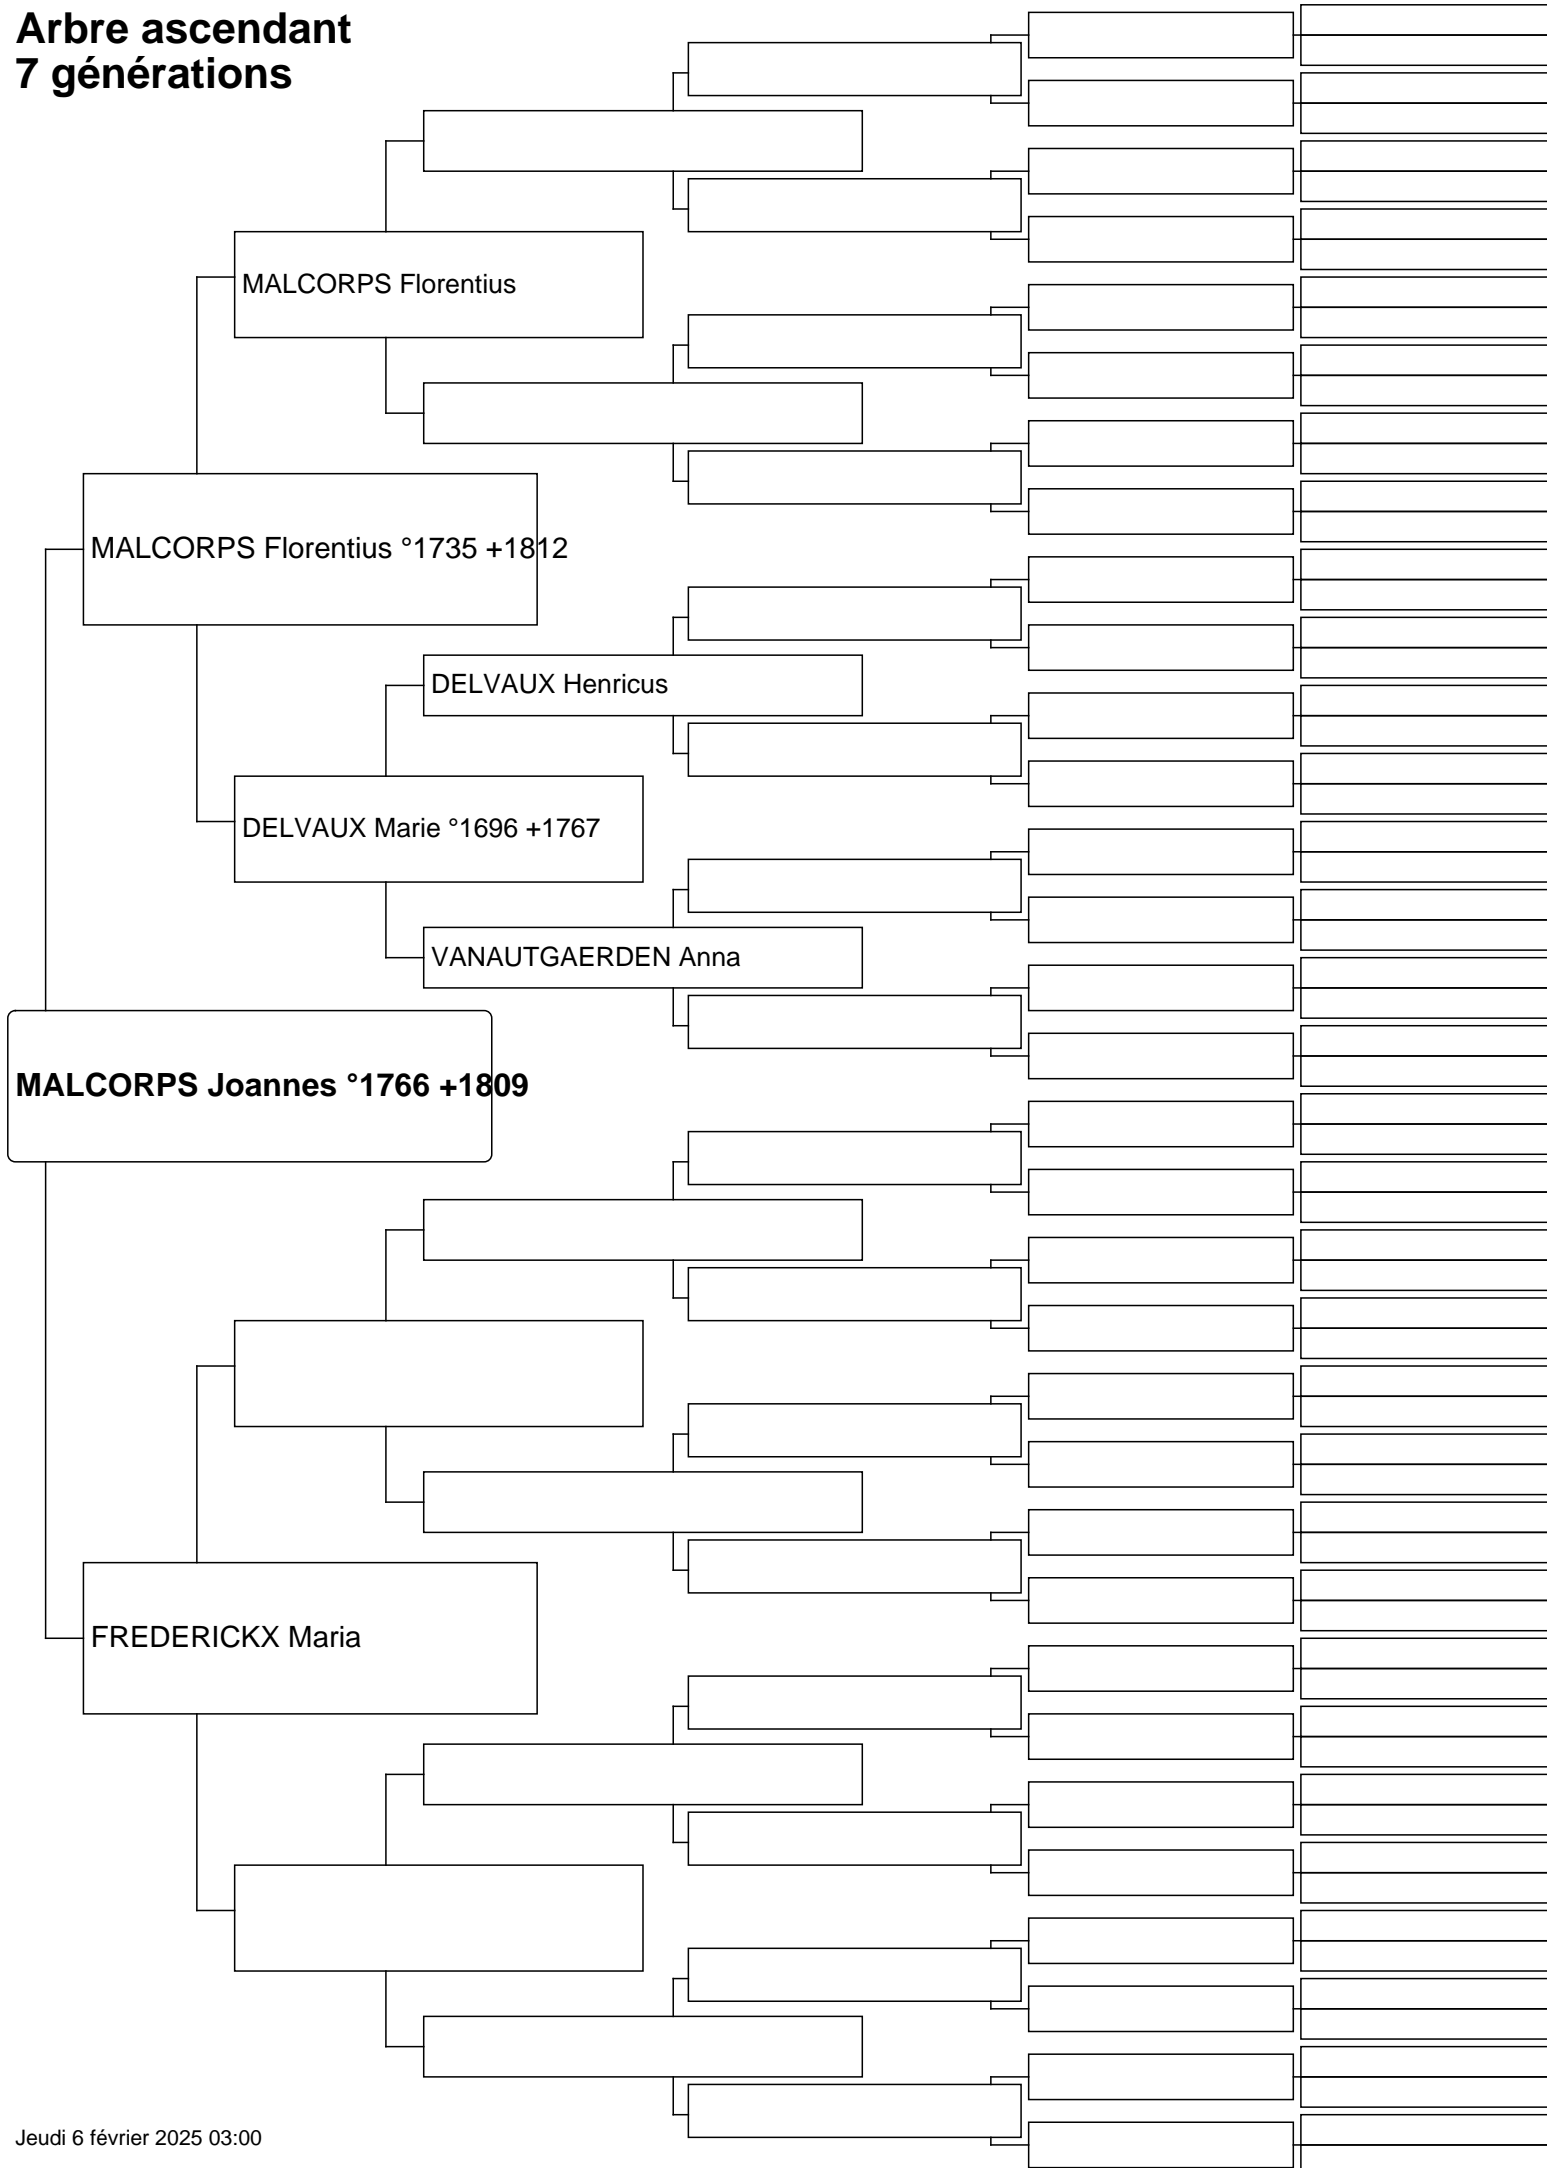 Arbre ascendant
7 générations
MALCORPS Florentius
MALCORPS Florentius °1735 +1812
DELVAUX Henricus
DELVAUX Marie °1696 +1767
VANAUTGAERDEN Anna
MALCORPS Joannes °1766 +1809
FREDERICKX Maria
Jeudi 6 février 2025 03:00